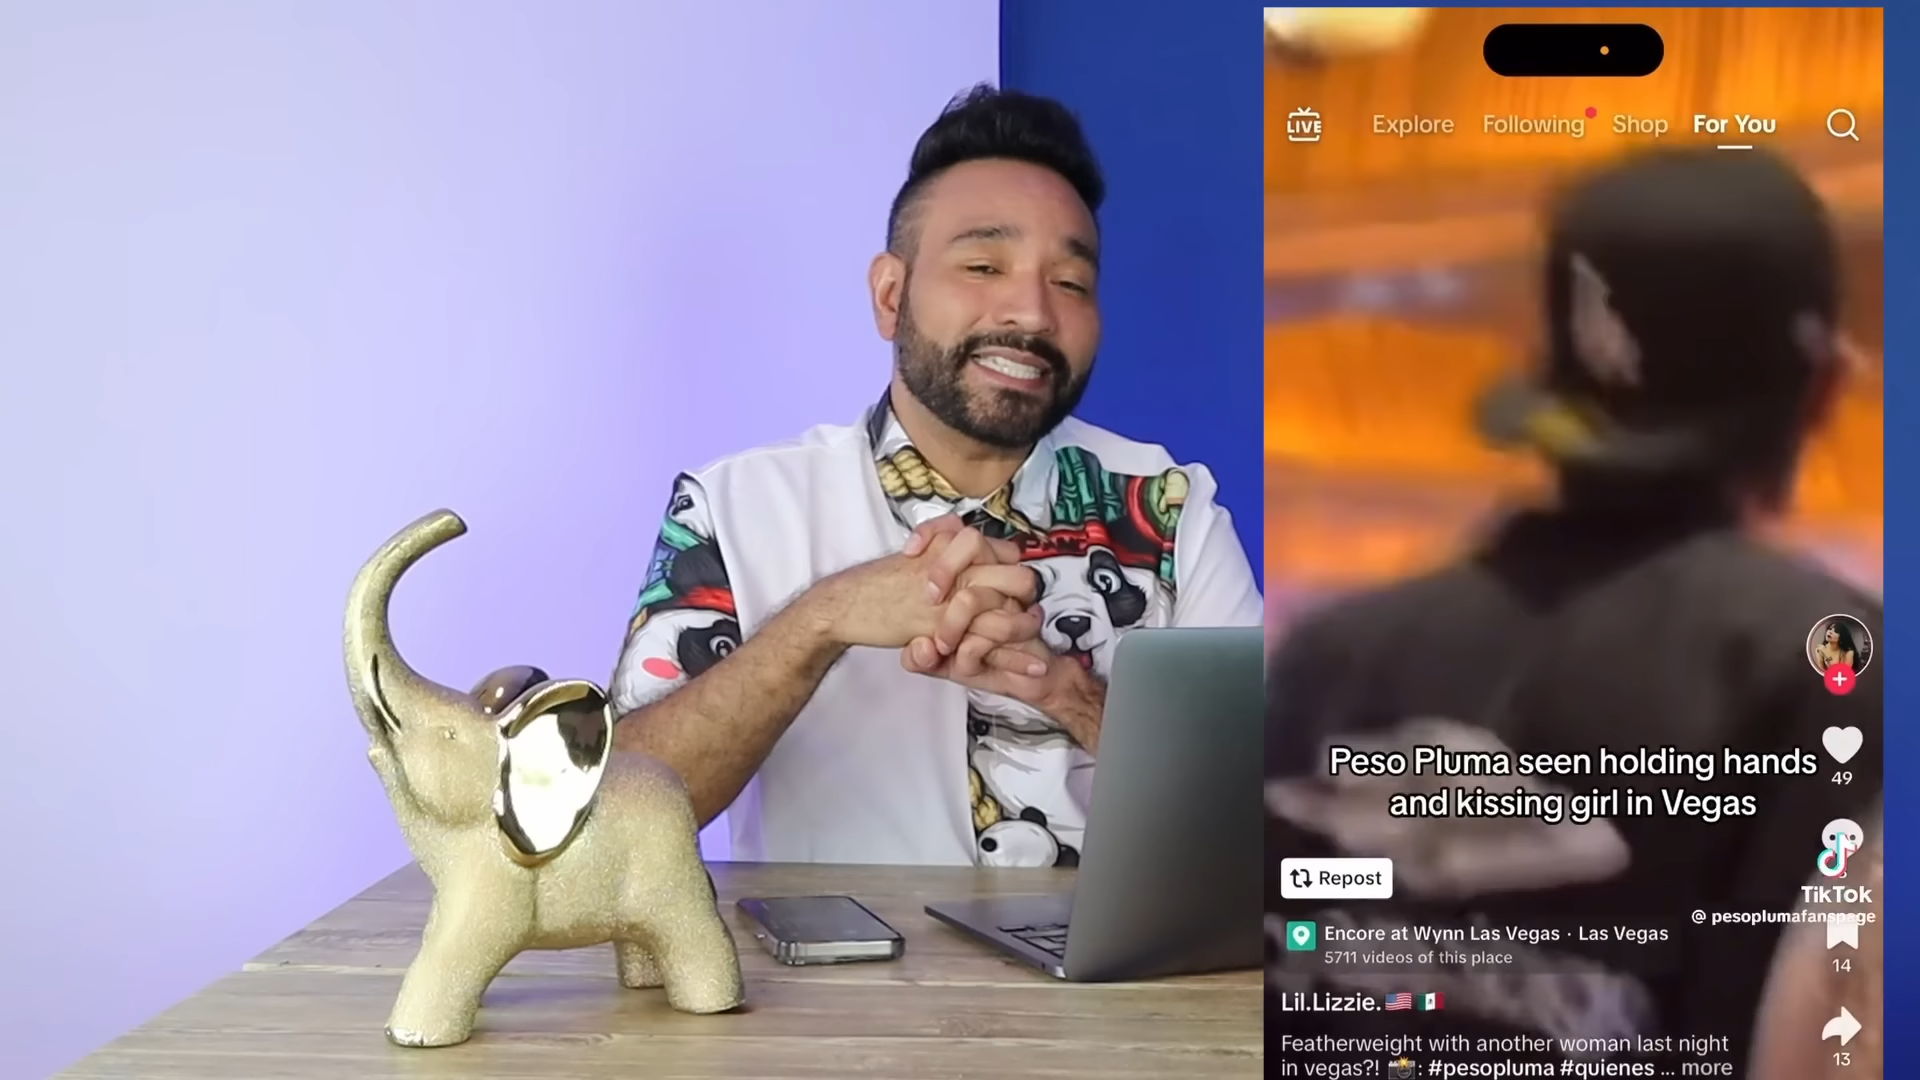 LIVE
Explore
Following
Shop
For You
PANDA
Peso Pluma seen holding hands
and kissing girl in Vegas
49
Repost
TikTok
@ pesoplumafanspage
Encore at Wynn Las Vegas · Las Vegas
5711 videos of this place
14
Lil.Lizzie.🇺🇸🇲🇽
Featherweight with another woman last night
in vegas?! 📸: #pesopluma #quienes ... more
13